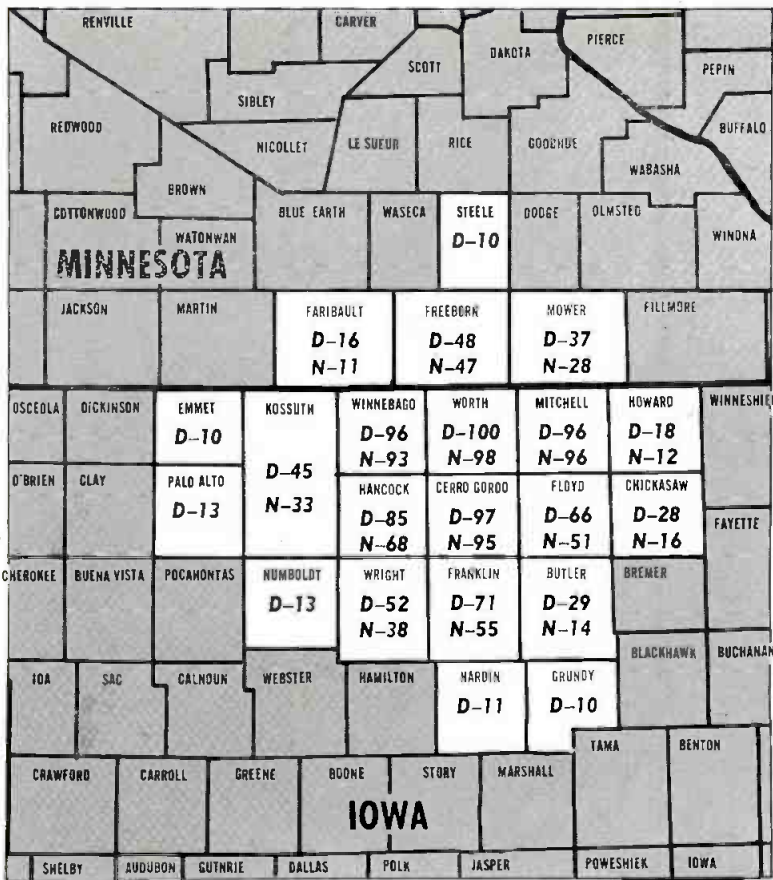 RENVILLE
CARVER
SCOTT
DAKOTA
PIERCE
PEPIN
SIBLEY
REDWOOD
NICOLLET
LE SUEUR
RICE
GOODHUE
BUFFALO
WABASHA
BROWN
COTTONWOOD
WATONWAN
BLUE EARTH
WASECA
STEELE
D-10
DODGE
OLMSTED
WINONA
MINNESOTA
JACKSON
MARTIN
FARIBAULT
D-16
N-11
FREEBORN
D-48
N-47
MOWER
D-37
N-28
FILLMORE
OSCEOLA
DICKINSON
EMMET
D-10
KOSSUTH
D-45
N-33
WINNEBAGO
D-96
N-93
WORTH
D-100
N-98
MITCHELL
D-96
N-96
HOWARD
D-18
N-12
WINNESHIE
O'BRIEN
CLAY
PALO ALTO
D-13
HANCOCK
D-85
N-68
CERRO GORDO
D-97
N-95
FLOYD
D-66
N-51
CHICKASAW
D-28
N-16
FAYETTE
CHEROKEE
BUENA VISTA
POCAHONTAS
HUMBOLDT
D-13
WRIGHT
D-52
N-38
FRANKLIN
D-71
N-55
BUTLER
D-29
N-14
BREMER
BLACKHAWK
BUCHANAN
IDA
SAC
CALHOUN
WEBSTER
HAMILTON
HARDIN
D-11
GRUNDY
D-10
TAMA
BENTON
CRAWFORD
CARROLL
GREENE
BOONE
STORY
MARSHALL
IOWA
SHELBY
AUDUBON
GUTHRIE
DALLAS
POLK
JASPER
POWESHIEK
IOWA